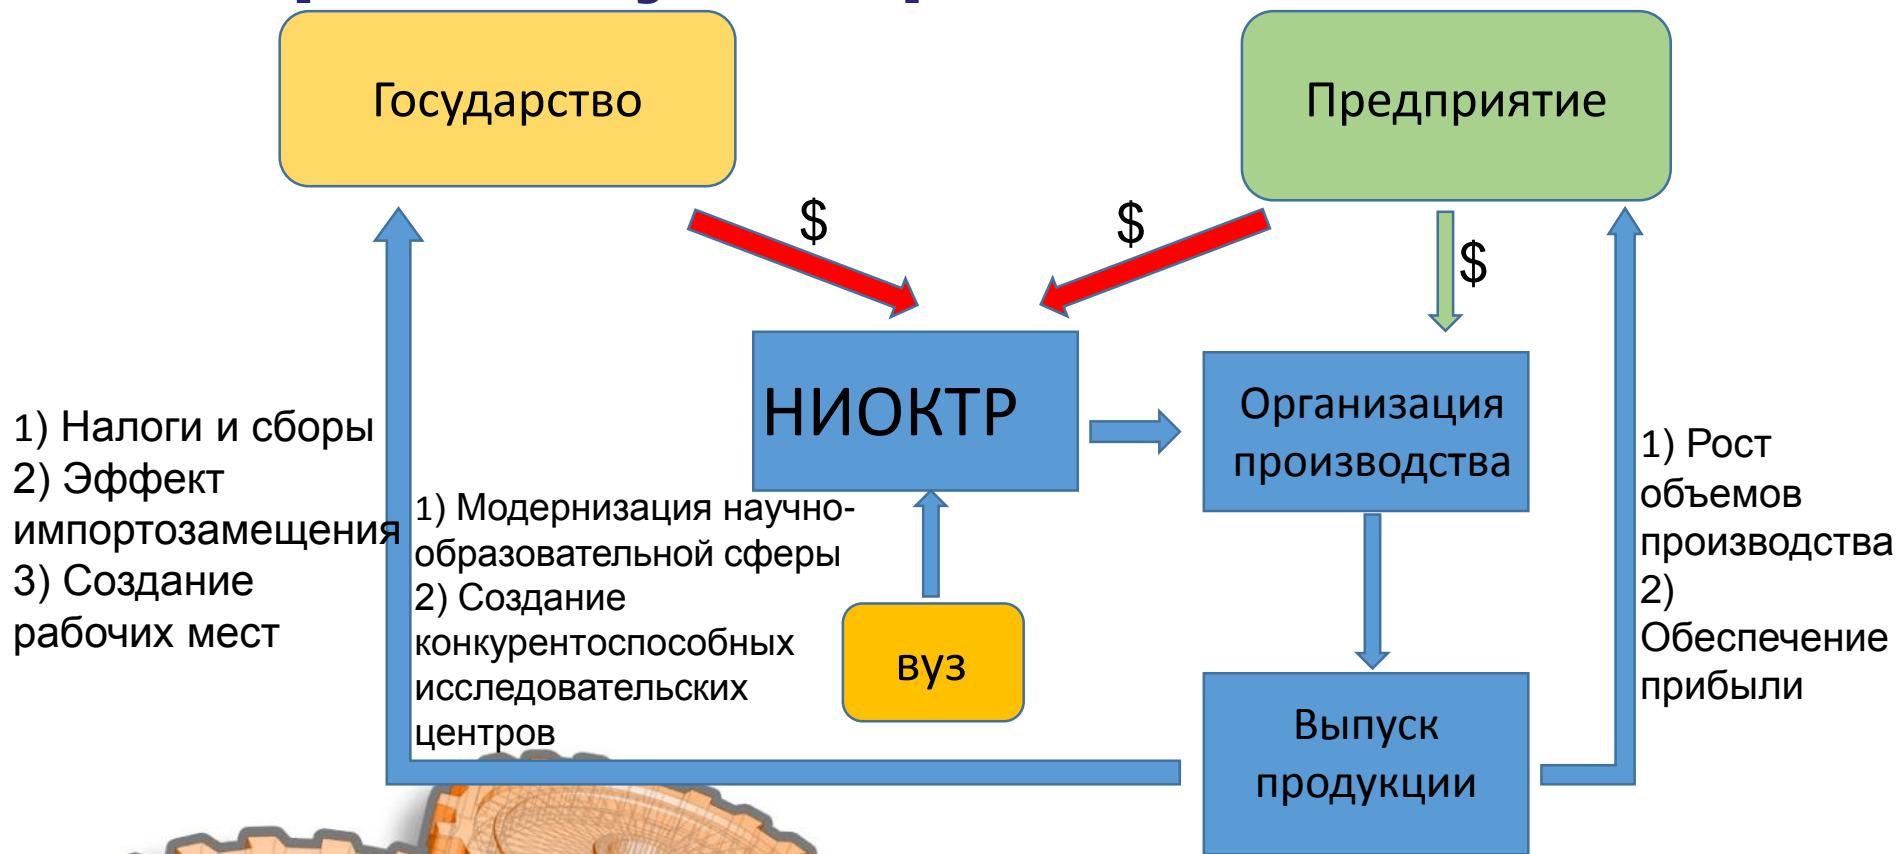 Государство
Предприятие
$
$
$
НИОКТР
Организация
производства
1) Налоги и сборы
2) Эффект
импортозамещения
3) Создание
рабочих мест
1) Модернизация научно-
образовательной сферы
2) Создание
конкурентоспособных
исследовательских
центров
вуз
1) Рост
объемов
производства
2)
Обеспечение
прибыли
Выпуск
продукции